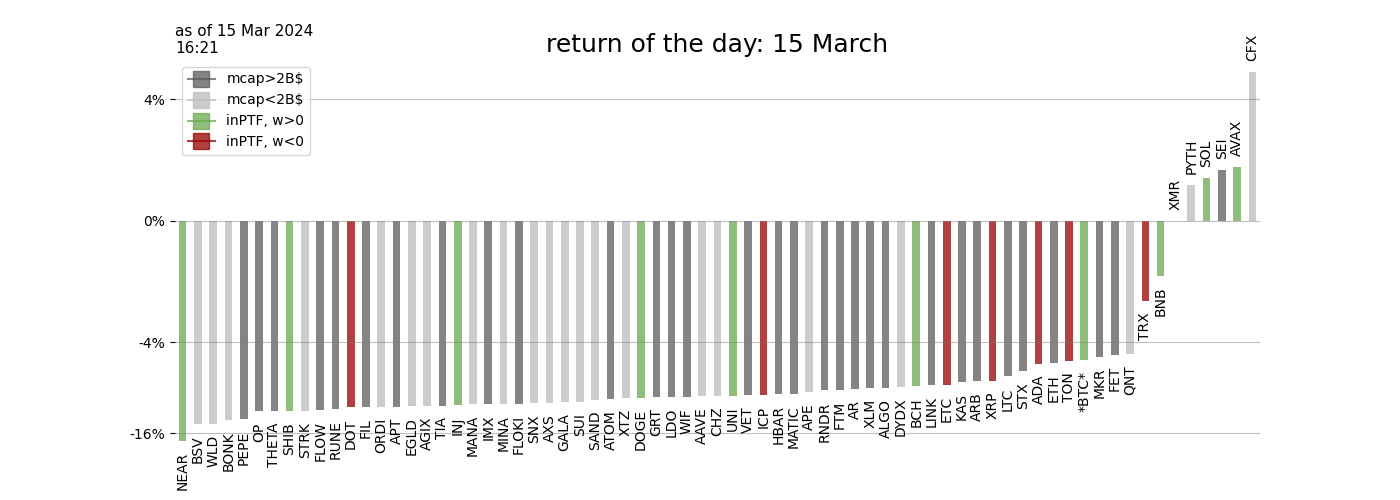 as of 15 Mar 2024
16:21
return of the day: 15 March
mcap>2B$
mcap<2B$
inPTF, w>0
inPTF, w<0
4%
0%
-4%
-16%
NEAR
BSV
WLD
BONK
PEPE
OP
THETA
SHIB
STRK
FLOW
RUNE
DOT
FIL
ORDI
APT
EGLD
AGIX
TIA
INJ
MANA
IMX
MINA
FLOKI
SNX
AXS
GALA
SUI
SAND
ATOM
XTZ
DOGE
GRT
LDO
WIF
AAVE
CHZ
UNI
VET
ICP
HBAR
MATIC
APE
RNDR
FTM
AR
XLM
ALGO
DYDX
BCH
LINK
ETC
KAS
ARB
XRP
LTC
STX
ADA
ETH
TON
*BTC*
MKR
FET
QNT
TRX
BNB
XMR
PYTH
SOL
SEI
AVAX
CFX